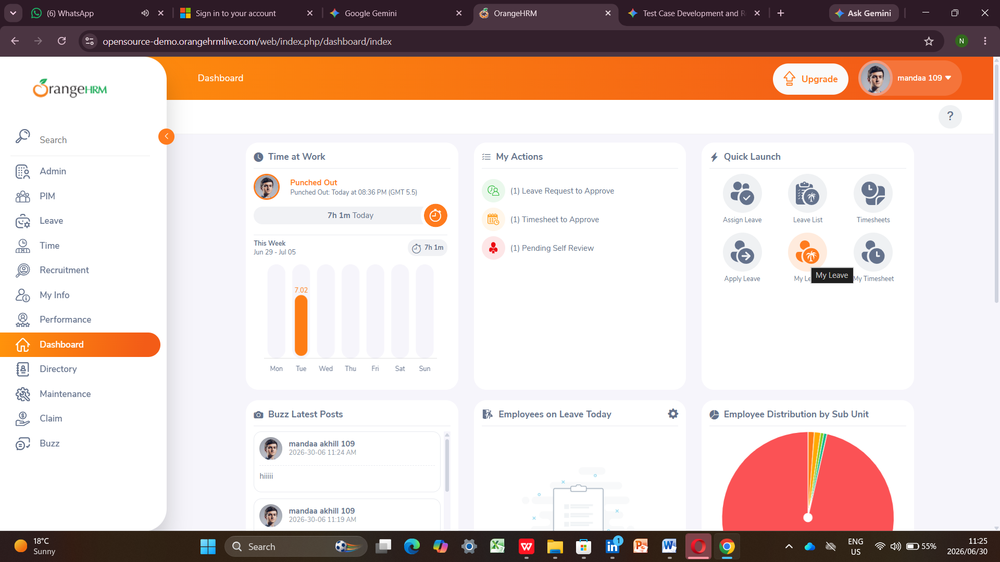 (6) WhatsApp
Sign in to your account
Google Gemini
OrangeHRM
Test Case Development and R
Ask Gemini
opensource-demo.orangehrmlive.com/web/index.php/dashboard/index
N
OrangeHRM
Dashboard
Upgrade
mandaa 109
?
Search
Admin
PIM
Leave
Time
Recruitment
My Info
Performance
Dashboard
Directory
Maintenance
Claim
Buzz
Time at Work
Punched Out
Punched Out: Today at 08:36 PM (GMT 5.5)
7h 1m Today
This Week
Jun 29 - Jul 05
7h 1m
7.02
Mon Tue Wed Thu Fri Sat Sun
My Actions
(1) Leave Request to Approve
(1) Timesheet to Approve
(1) Pending Self Review
Quick Launch
Assign Leave
Leave List
Timesheets
Apply Leave
My Le
My Leave
My Timesheet
Buzz Latest Posts
mandaa akhill 109
2026-30-06 11:24 AM
hiiiii
mandaa akhill 109
2026-30-06 11:19 AM
Employees on Leave Today
Employee Distribution by Sub Unit
18°C
Sunny
Search
1
ENG
US
55%
11:25
2026/06/30